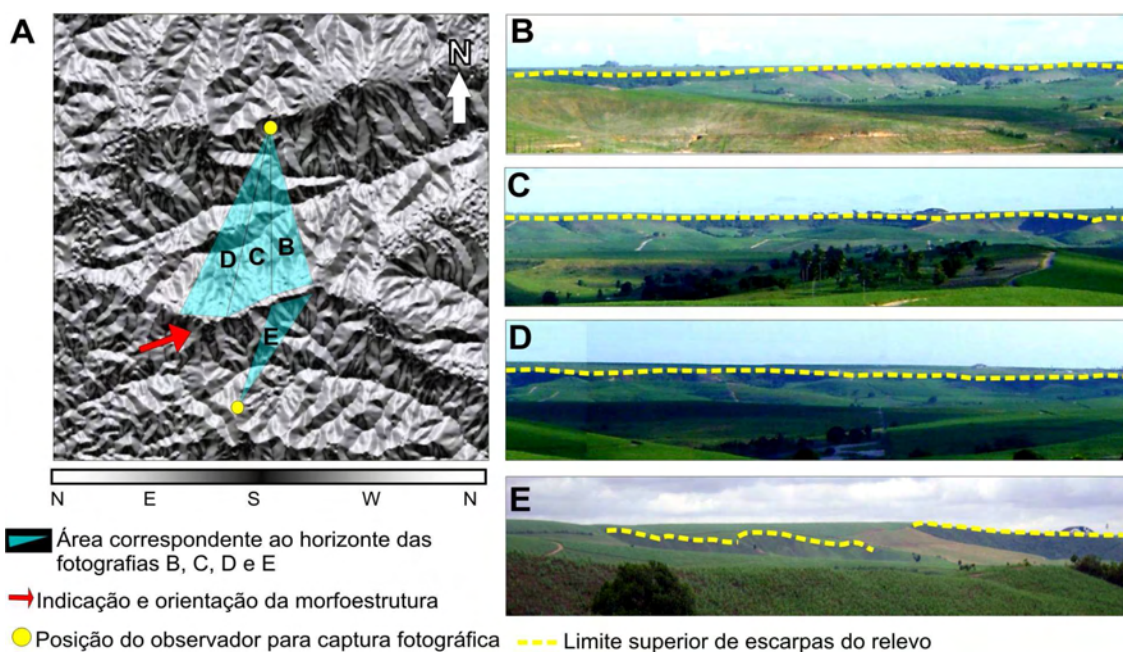 A
N
D
C
B
E
N E S W N
Área correspondente ao horizonte das
fotografias B, C, D e E
Indicação e orientação da morfoestrutura
Posição do observador para captura fotográfica
B
C
D
E
Limite superior de escarpas do relevo